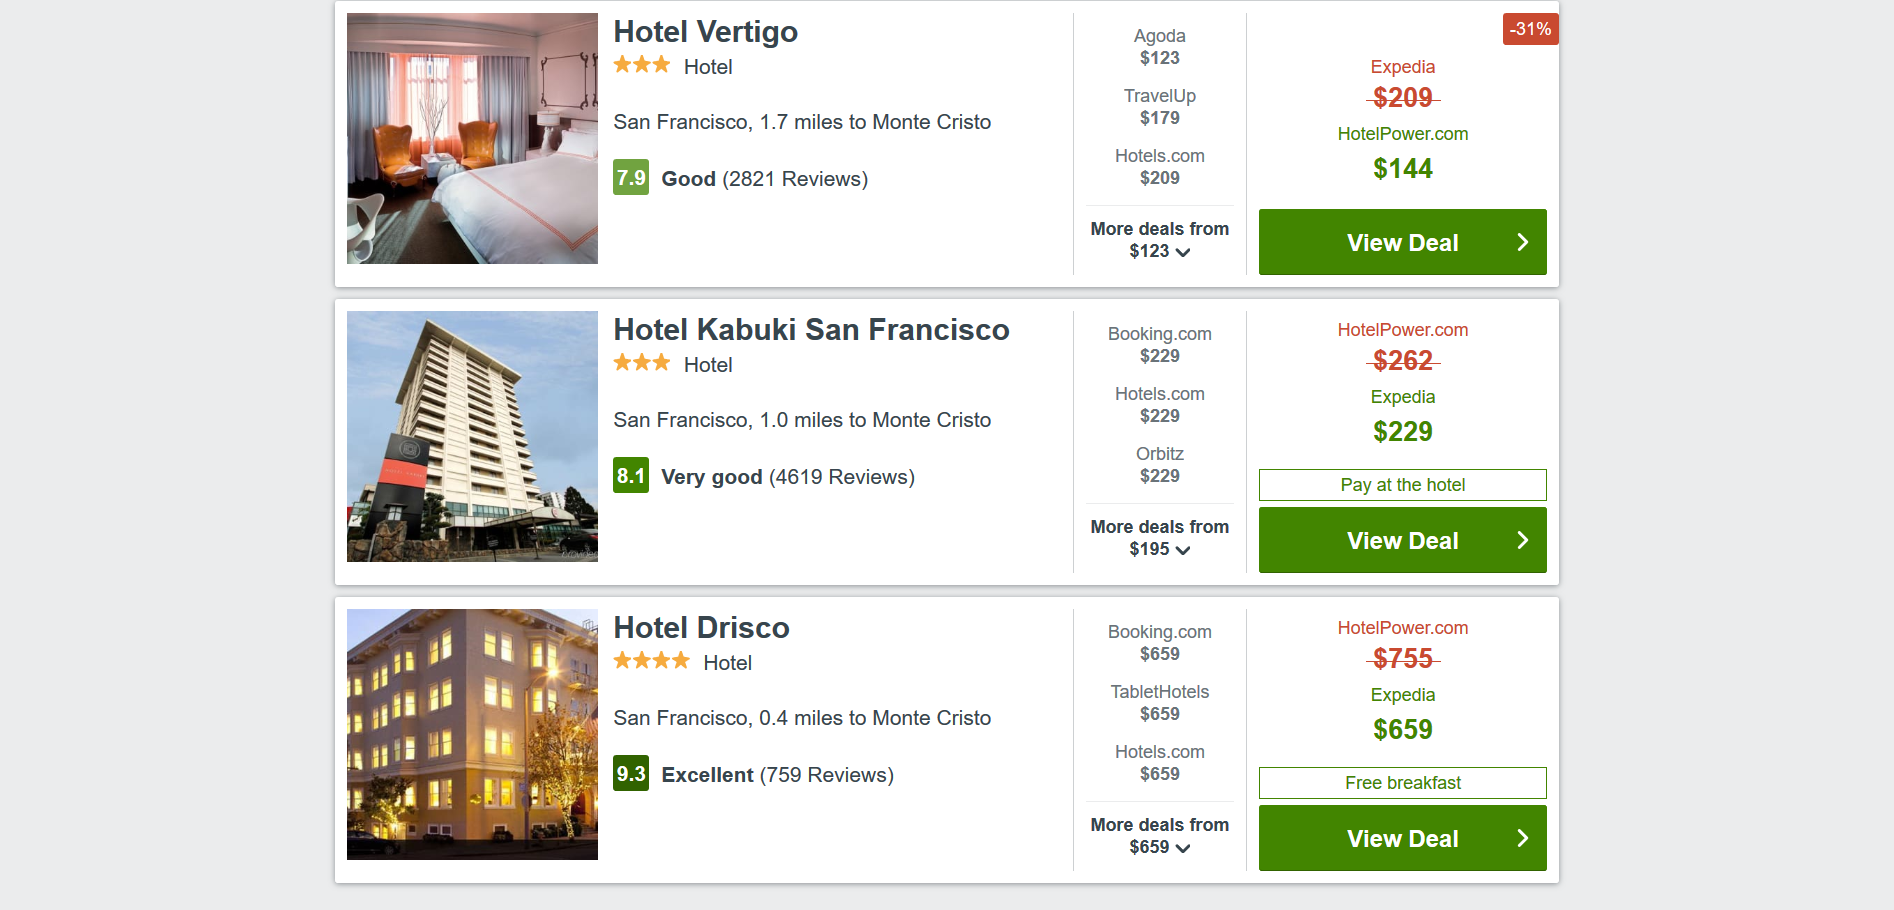 Hotel Vertigo
Hotel
San Francisco, 1.7 miles to Monte Cristo
7.9 Good (2821 Reviews)
Agoda
$123
TravelUp
$179
Hotels.com
$209
More deals from
$123
-31%
Expedia
$209
HotelPower.com
$144
View Deal
Hotel Kabuki San Francisco
Hotel
San Francisco, 1.0 miles to Monte Cristo
8.1 Very good (4619 Reviews)
Booking.com
$229
Hotels.com
$229
Orbitz
$229
More deals from
$195
HotelPower.com
$262
Expedia
$229
Pay at the hotel
View Deal
Hotel Drisco
Hotel
San Francisco, 0.4 miles to Monte Cristo
9.3 Excellent (759 Reviews)
Booking.com
$659
TabletHotels
$659
Hotels.com
$659
More deals from
$659
HotelPower.com
$755
Expedia
$659
Free breakfast
View Deal